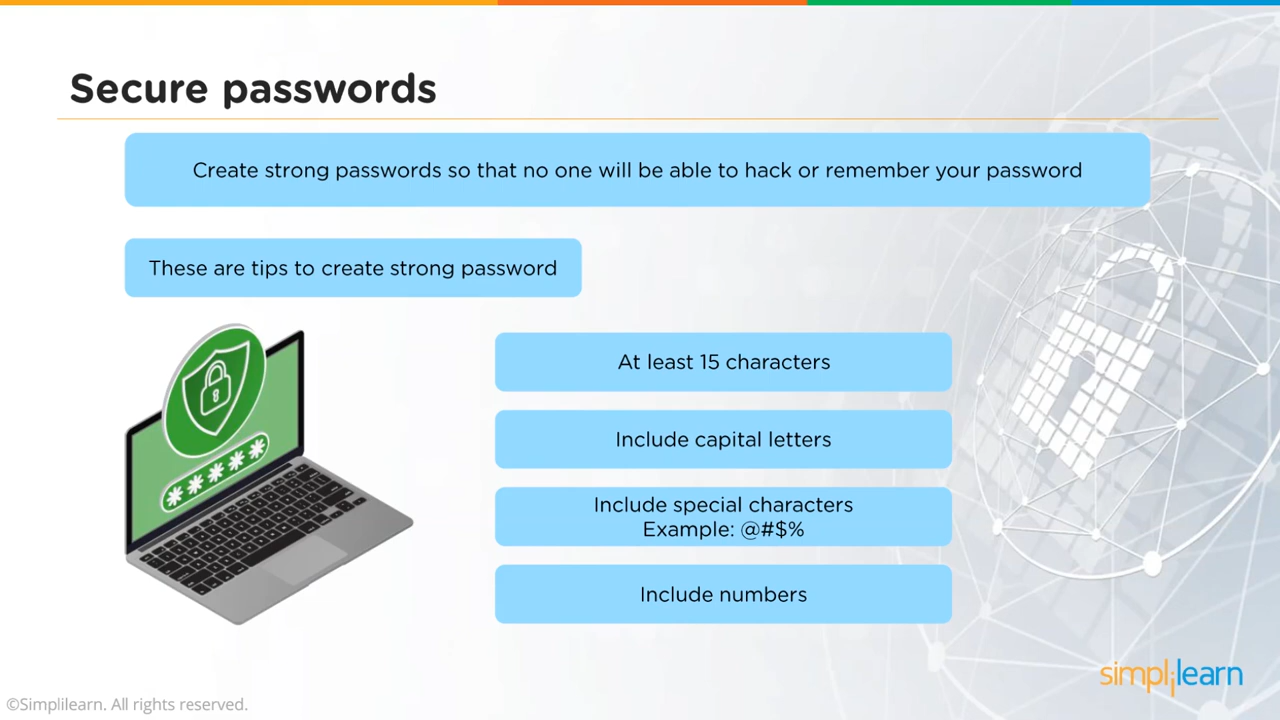 Secure passwords
Create strong passwords so that no one will be able to hack or remember your password
These are tips to create strong password
At least 15 characters
Include capital letters
Include special characters
Example: @#$%
Include numbers
simplilearn
©Simplilearn. All rights reserved.